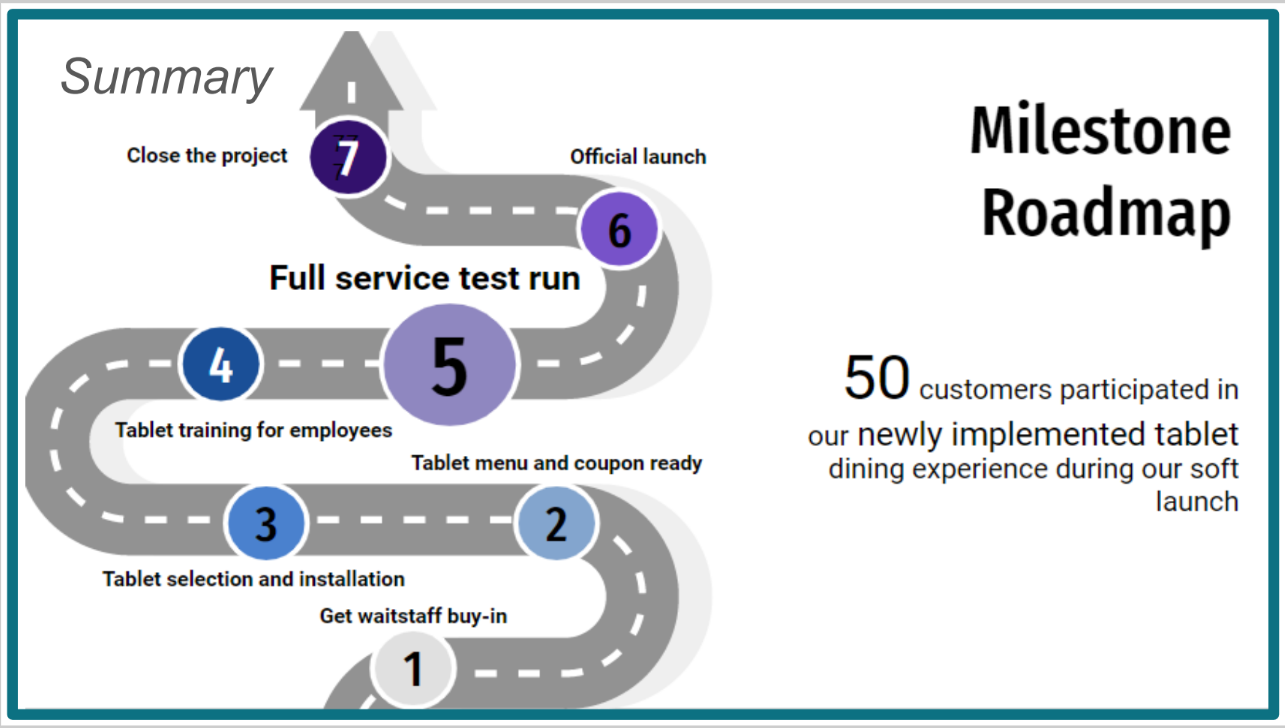 Summary
Milestone
Roadmap
Close the project
7
Official launch
6
Full service test run
4
5
Tablet training for employees
Tablet menu and coupon ready
3
2
Tablet selection and installation
Get waitstaff buy-in
1
50 customers participated in
our newly implemented tablet
dining experience during our soft
launch